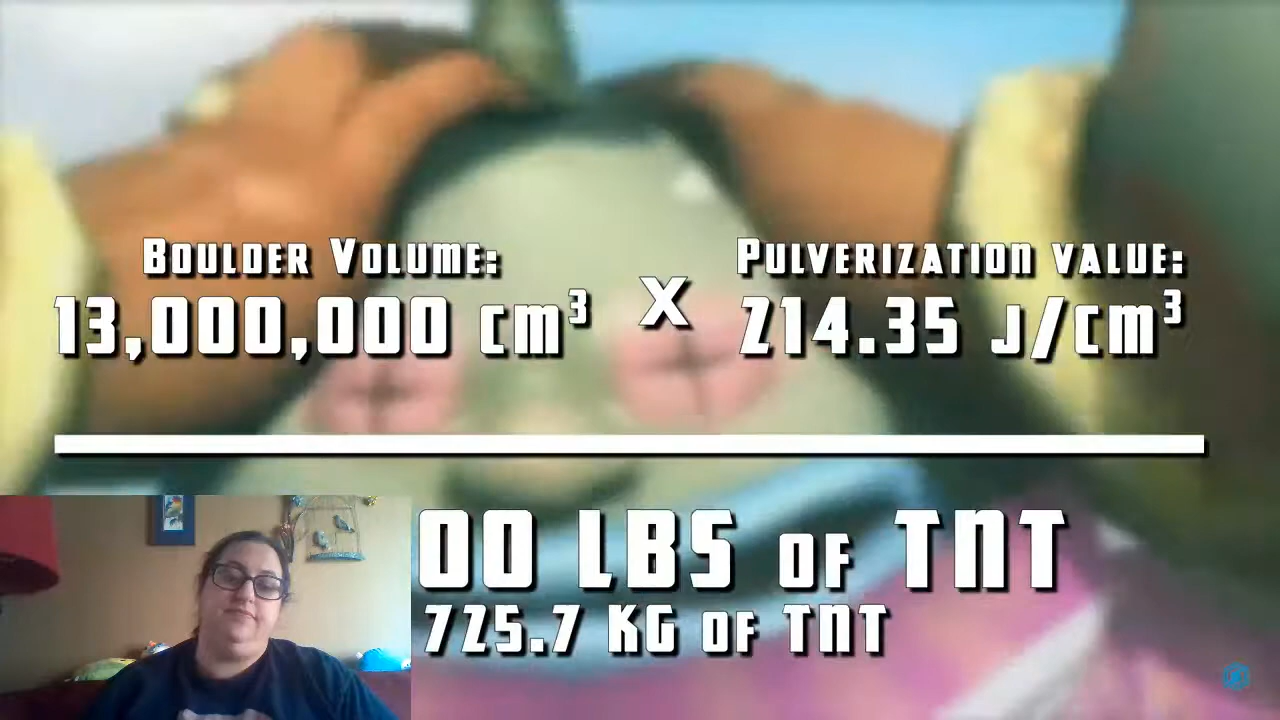 Boulder Volume:
13,000,000 cm³
x
Pulverization value:
214.35 J/cm³
00 LBS of TNT
725.7 KG of TNT